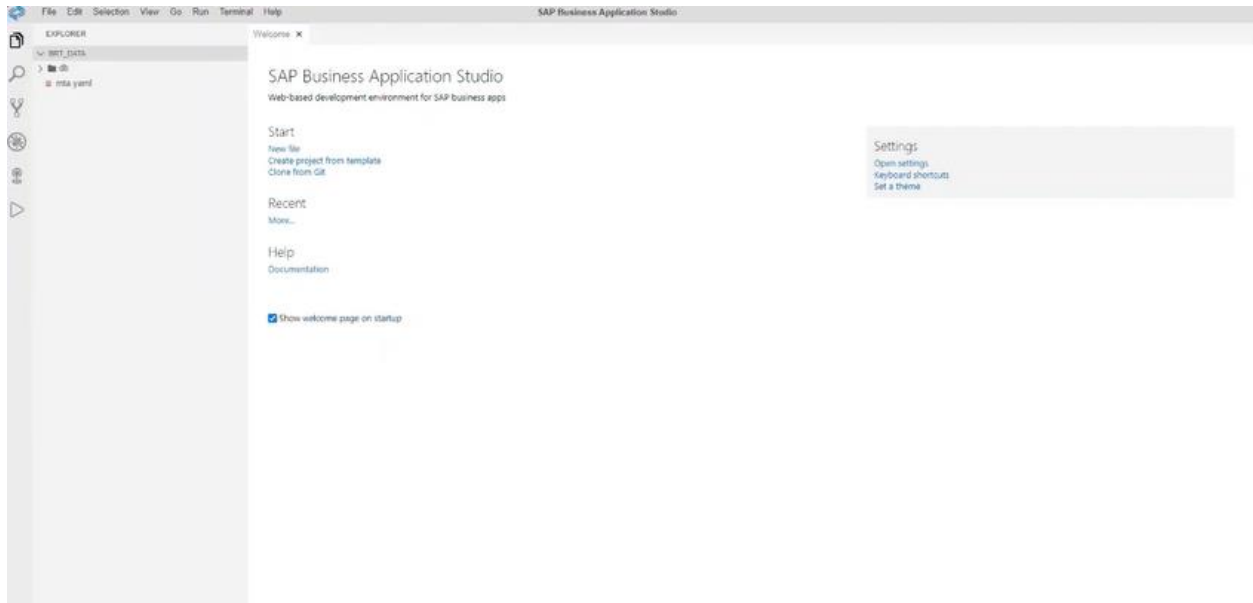 File Edit Selection View Go Run Terminal Help
SAP Business Application Studio
EXPLORER
Welcome
BRT_DATA
db
mta.yaml
SAP Business Application Studio
Web-based development environment for SAP business apps
Start
New file
Create project from template
Clone from Git
Recent
More...
Help
Documentation
Show welcome page on startup
Settings
Open settings
Keyboard shortcuts
Set a theme